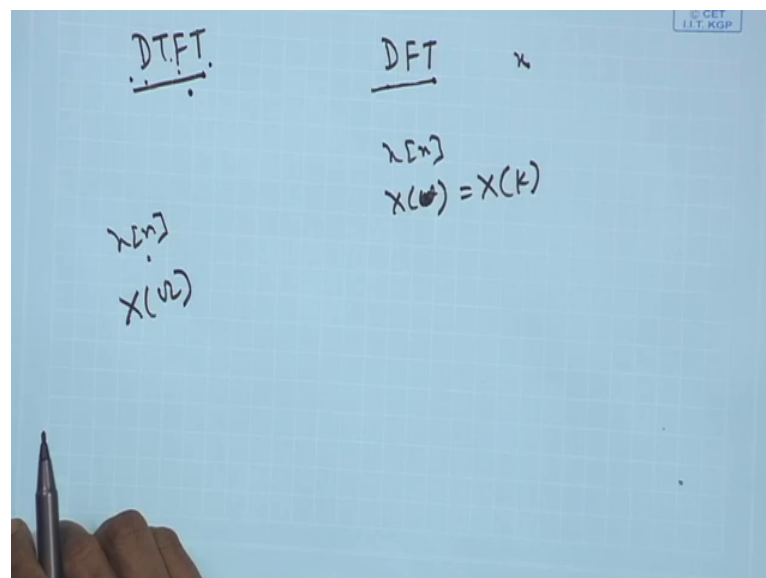 © CET
I.I.T. KGP
DTFT
DFT
x
x[n]
X( ) = X(K)
x[n]
X(Ω)